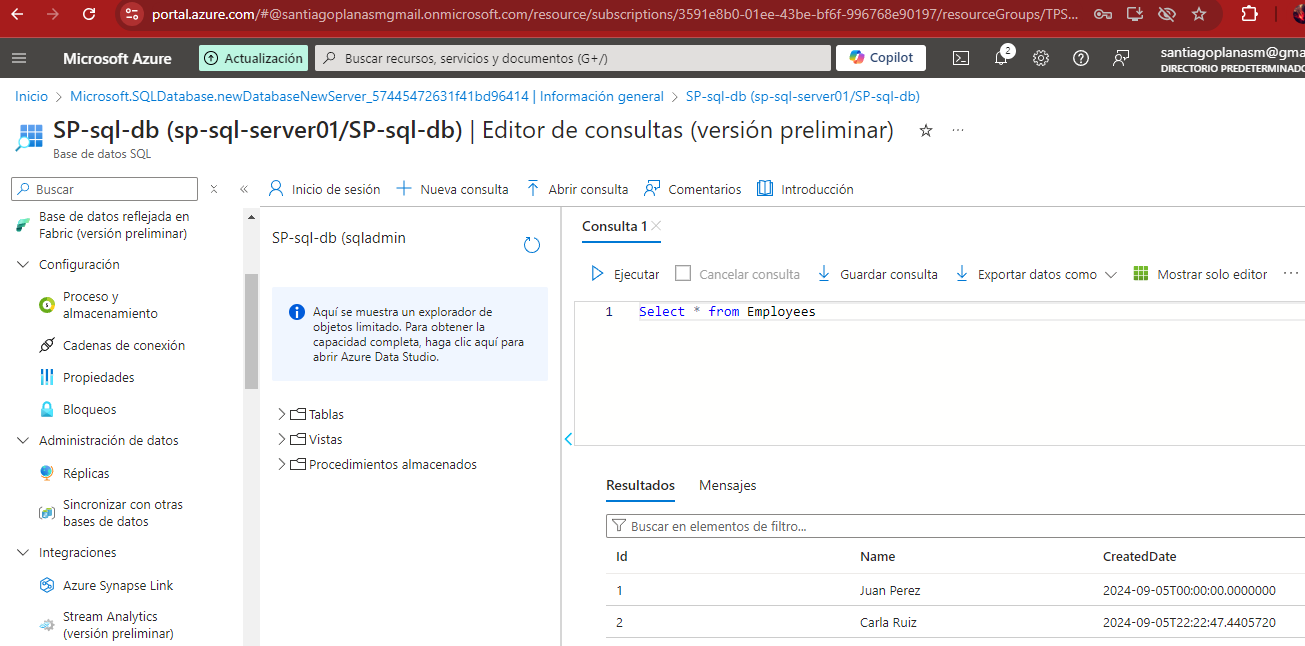 portal.azure.com/#@santiagoplanasmgmail.onmicrosoft.com/resource/subscriptions/3591e8b0-01ee-43be-bf6f-996768e90197/resourceGroups/TPS...
Microsoft Azure
Actualización
Buscar recursos, servicios y documentos (G+/)
Copilot
2
santiagoplanasm@gma
DIRECTORIO PREDETERMINADO
Inicio > Microsoft.SQLDatabase.newDatabaseNewServer_57445472631f41bd96414 | Información general > SP-sql-db (sp-sql-server01/SP-sql-db)
SP-sql-db (sp-sql-server01/SP-sql-db) | Editor de consultas (versión preliminar)
Base de datos SQL
Buscar
Inicio de sesión
Nueva consulta
Abrir consulta
Comentarios
Introducción
Base de datos reflejada en
Fabric (versión preliminar)
Configuración
Proceso y
almacenamiento
Cadenas de conexión
Propiedades
Bloqueos
Administración de datos
Réplicas
Sincronizar con otras
bases de datos
Integraciones
Azure Synapse Link
Stream Analytics
(versión preliminar)
SP-sql-db (sqladmin
Aquí se muestra un explorador de
objetos limitado. Para obtener la
capacidad completa, haga clic aquí para
abrir Azure Data Studio.
Tablas
Vistas
Procedimientos almacenados
Consulta 1
Ejecutar
Cancelar consulta
Guardar consulta
Exportar datos como
Mostrar solo editor
1 Select * from Employees
Resultados
Mensajes
Buscar en elementos de filtro...
Id Name CreatedDate
1 Juan Perez 2024-09-05T00:00:00.0000000
2 Carla Ruiz 2024-09-05T22:22:47.4405720